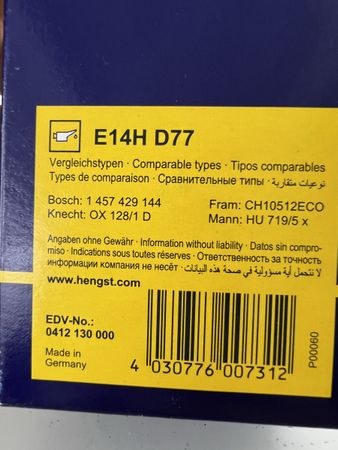 E14H D77
Vergleichstypen · Comparable types · Tipos comparables
Types de comparaison · Сравнительные типы · نوعيات متقاربة
Bosch: 1 457 429 144
Fram: CH10512ECO
Knecht: OX 128/1 D
Mann: HU 719/5 x
Angaben ohne Gewähr · Information without liability · Datos sin compro-
miso · Indications sous toutes réserves · Ответственность за точность
информации компания не несёт · لا نتحمل أية مسؤولية في صحة هذه البيانات
www.hengst.com
EDV-No.:
0412 130 000
Made in
Germany
4 030776 007312
P00060